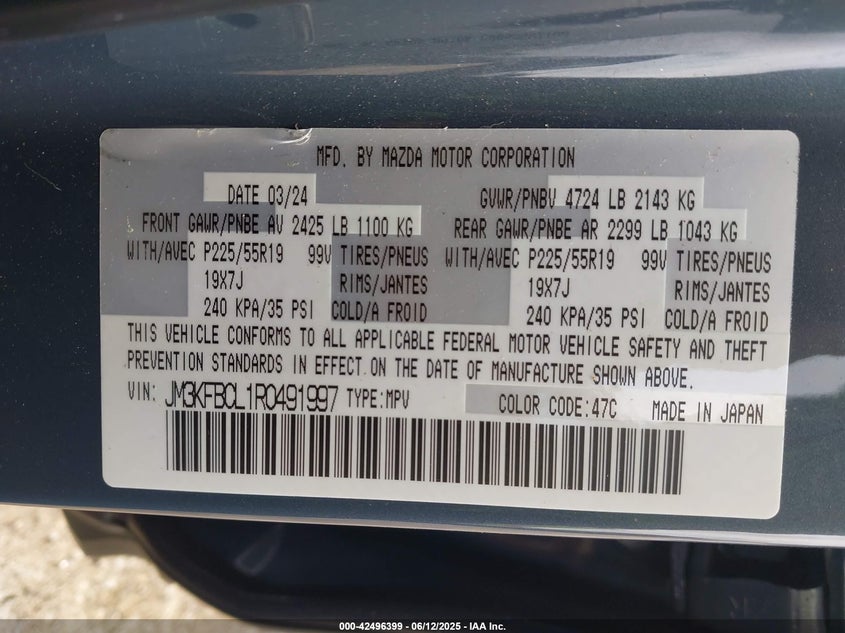 MFD. BY MAZDA MOTOR CORPORATION
DATE 03/24 GVWR/PNBV 4724 LB 2143 KG
FRONT GAWR/PNBE AV 2425 LB 1100 KG REAR GAWR/PNBE AR 2299 LB 1043 KG
WITH/AVEC P225/55R19 99V TIRES/PNEUS WITH/AVEC P225/55R19 99V TIRES/PNEUS
19X7J RIMS/JANTES 19X7J RIMS/JANTES
240 KPA/35 PSI COLD/A FROID 240 KPA/35 PSI COLD/A FROID
THIS VEHICLE CONFORMS TO ALL APPLICABLE FEDERAL MOTOR VEHICLE SAFETY AND THEFT
PREVENTION STANDARDS IN EFFECT ON THE DATE OF MANUFACTURE SHOWN ABOVE.
VIN: JM3KFBCL1R0491997 TYPE:MPV COLOR CODE:47C MADE IN JAPAN
000-42496399 - 06/12/2025 - IAA Inc.